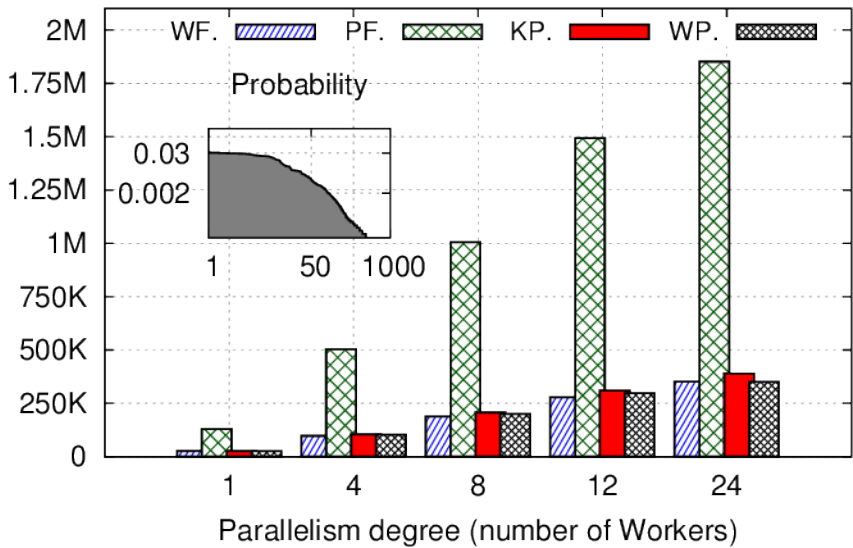 WF. PF. KP. WP.
2M
1.75M
1.5M
1.25M
1M
750K
500K
250K
0
Probability
0.03
0.002
1 50 1000
1 4 8 12 24
Parallelism degree (number of Workers)